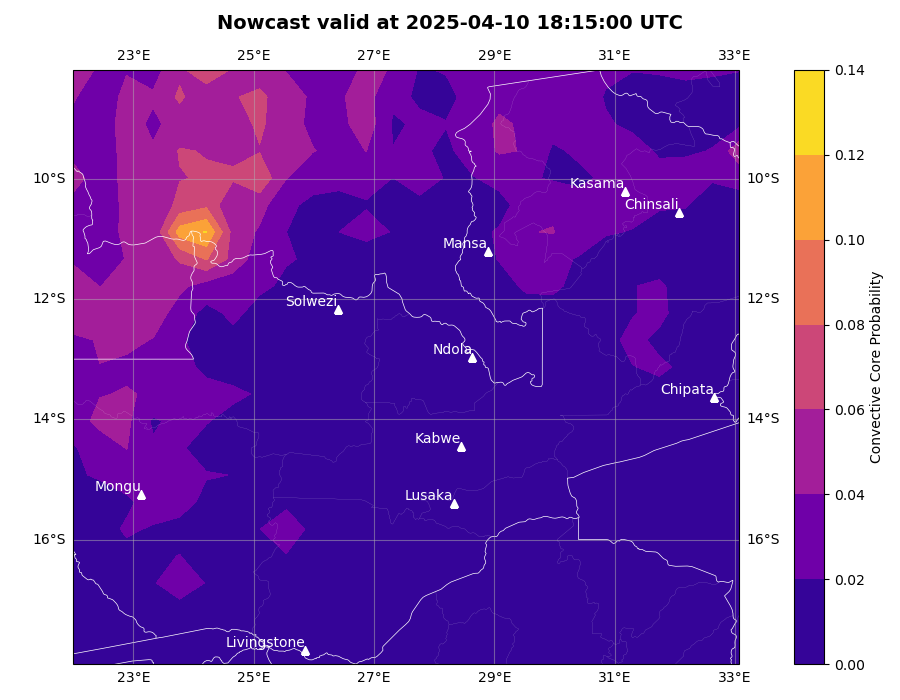 Nowcast valid at 2025-04-10 18:15:00 UTC
23°E 25°E 27°E 29°E 31°E 33°E
0.14
0.12
10°S Kasama 10°S
Chinsali
0.10
Mansa
Solwezi
12°S 12°S
0.08
Ndola
Chipata
0.06
14°S 14°S
Kabwe
Mongu
Lusaka
0.04
16°S 16°S
0.02
Livingstone
0.00
23°E 25°E 27°E 29°E 31°E 33°E
Convective Core Probability